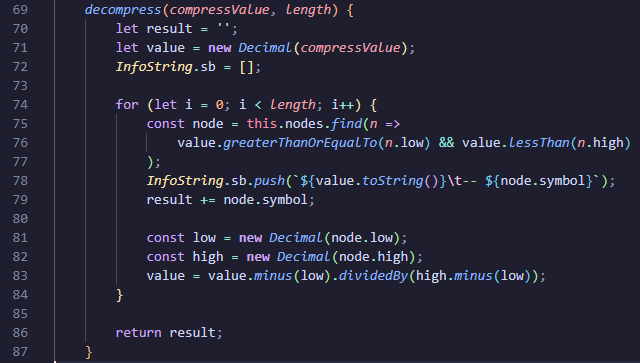 69 decompress(compressValue, length) {
70 let result = '';
71 let value = new Decimal(compressValue);
72 InfoString.sb = [];
73
74 for (let i = 0; i < length; i++) {
75 const node = this.nodes.find(n =>
76 value.greaterThanOrEqualTo(n.low) && value.lessThan(n.high)
77 );
78 InfoString.sb.push(`${value.toString()}\t-- ${node.symbol}`);
79 result += node.symbol;
80
81 const low = new Decimal(node.low);
82 const high = new Decimal(node.high);
83 value = value.minus(low).dividedBy(high.minus(low));
84 }
85
86 return result;
87 }